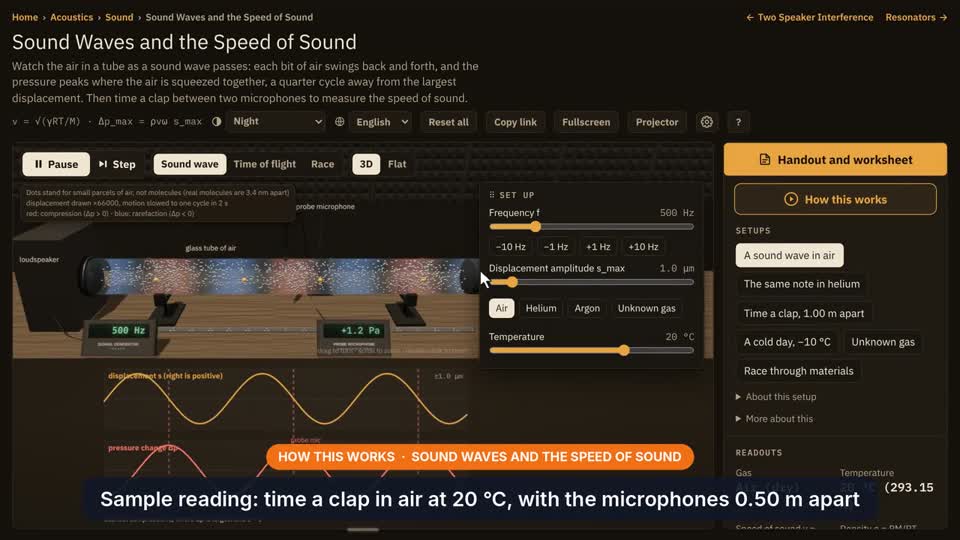 Home › Acoustics › Sound › Sound Waves and the Speed of Sound
← Two Speaker Interference Resonators →
Sound Waves and the Speed of Sound
Watch the air in a tube as a sound wave passes: each bit of air swings back and forth, and the
pressure peaks where the air is squeezed together, a quarter cycle away from the largest
displacement. Then time a clap between two microphones to measure the speed of sound.
v = √(γRT/M) · Δp_max = ρvω s_max
Night English Reset all Copy link Fullscreen Projector ?
Pause Step Sound wave Time of flight Race 3D Flat
Dots stand for small parcels of air, not molecules (real molecules are 3.4 nm apart)
displacement drawn ×66000, motion slowed to one cycle in 2 s
red: compression (Δp > 0) · blue: rarefaction (Δp < 0)
probe microphone
glass tube of air
loudspeaker
500 Hz
SIGNAL GENERATOR
+1.2 Pa
PROBE MICROPHONE
SET UP
Frequency f 500 Hz
−10 Hz −1 Hz +1 Hz +10 Hz
Displacement amplitude s_max 1.0 μm
Air Helium Argon Unknown gas
Temperature 20 °C
displacement s (right is positive) ±1.0 μm
probe mic
pressure change Δp
Handout and worksheet
How this works
SETUPS
A sound wave in air
The same note in helium
Time a clap, 1.00 m apart
A cold day, −10 °C Unknown gas
Race through materials
About this setup
More about this
READOUTS
Gas Temperature
Air (dry) 20 °C (293.15
HOW THIS WORKS · SOUND WAVES AND THE SPEED OF SOUND
Sample reading: time a clap in air at 20 °C, with the microphones 0.50 m apart